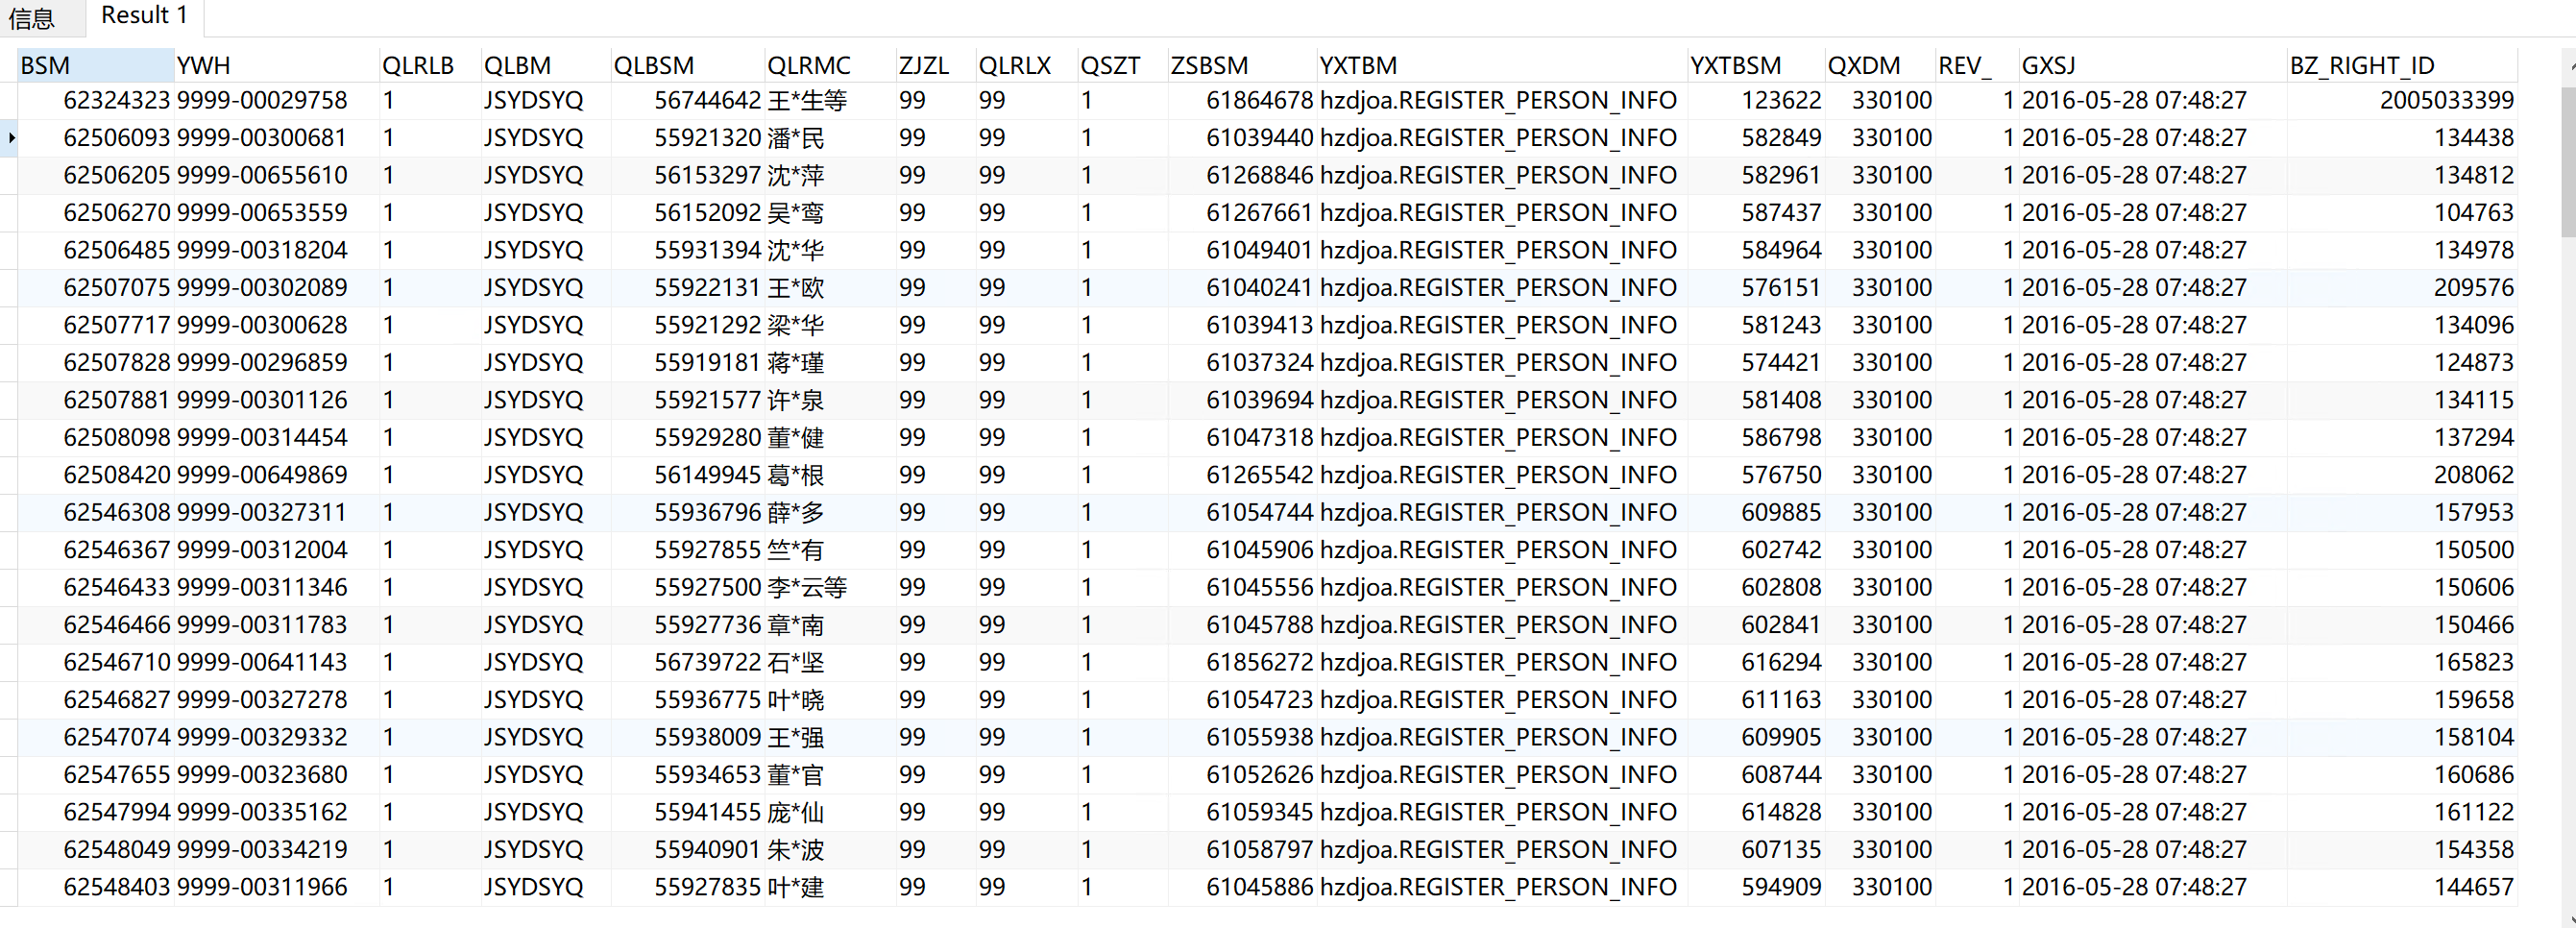 信息 Result 1
BSM YWH QLRLB QLBM QLBSM QLRMC ZJZL QLRLX QSZT ZSBSM YXTBM YXTBSM QXDM REV_ GXSJ BZ_RIGHT_ID
62324323 9999-00029758 1 JSYDSYQ 56744642 王*生等 99 99 1 61864678 hzdjoa.REGISTER_PERSON_INFO 123622 330100 1 2016-05-28 07:48:27 2005033399
62506093 9999-00300681 1 JSYDSYQ 55921320 潘*民 99 99 1 61039440 hzdjoa.REGISTER_PERSON_INFO 582849 330100 1 2016-05-28 07:48:27 134438
62506205 9999-00655610 1 JSYDSYQ 56153297 沈*萍 99 99 1 61268846 hzdjoa.REGISTER_PERSON_INFO 582961 330100 1 2016-05-28 07:48:27 134812
62506270 9999-00653559 1 JSYDSYQ 56152092 吴*鸾 99 99 1 61267661 hzdjoa.REGISTER_PERSON_INFO 587437 330100 1 2016-05-28 07:48:27 104763
62506485 9999-00318204 1 JSYDSYQ 55931394 沈*华 99 99 1 61049401 hzdjoa.REGISTER_PERSON_INFO 584964 330100 1 2016-05-28 07:48:27 134978
62507075 9999-00302089 1 JSYDSYQ 55922131 王*欧 99 99 1 61040241 hzdjoa.REGISTER_PERSON_INFO 576151 330100 1 2016-05-28 07:48:27 209576
62507717 9999-00300628 1 JSYDSYQ 55921292 梁*华 99 99 1 61039413 hzdjoa.REGISTER_PERSON_INFO 581243 330100 1 2016-05-28 07:48:27 134096
62507828 9999-00296859 1 JSYDSYQ 55919181 蒋*瑾 99 99 1 61037324 hzdjoa.REGISTER_PERSON_INFO 574421 330100 1 2016-05-28 07:48:27 124873
62507881 9999-00301126 1 JSYDSYQ 55921577 许*泉 99 99 1 61039694 hzdjoa.REGISTER_PERSON_INFO 581408 330100 1 2016-05-28 07:48:27 134115
62508098 9999-00314454 1 JSYDSYQ 55929280 董*健 99 99 1 61047318 hzdjoa.REGISTER_PERSON_INFO 586798 330100 1 2016-05-28 07:48:27 137294
62508420 9999-00649869 1 JSYDSYQ 56149945 葛*根 99 99 1 61265542 hzdjoa.REGISTER_PERSON_INFO 576750 330100 1 2016-05-28 07:48:27 208062
62546308 9999-00327311 1 JSYDSYQ 55936796 薛*多 99 99 1 61054744 hzdjoa.REGISTER_PERSON_INFO 609885 330100 1 2016-05-28 07:48:27 157953
62546367 9999-00312004 1 JSYDSYQ 55927855 竺*有 99 99 1 61045906 hzdjoa.REGISTER_PERSON_INFO 602742 330100 1 2016-05-28 07:48:27 150500
62546433 9999-00311346 1 JSYDSYQ 55927500 李*云等 99 99 1 61045556 hzdjoa.REGISTER_PERSON_INFO 602808 330100 1 2016-05-28 07:48:27 150606
62546466 9999-00311783 1 JSYDSYQ 55927736 章*南 99 99 1 61045788 hzdjoa.REGISTER_PERSON_INFO 602841 330100 1 2016-05-28 07:48:27 150466
62546710 9999-00641143 1 JSYDSYQ 56739722 石*坚 99 99 1 61856272 hzdjoa.REGISTER_PERSON_INFO 616294 330100 1 2016-05-28 07:48:27 165823
62546827 9999-00327278 1 JSYDSYQ 55936775 叶*晓 99 99 1 61054723 hzdjoa.REGISTER_PERSON_INFO 611163 330100 1 2016-05-28 07:48:27 159658
62547074 9999-00329332 1 JSYDSYQ 55938009 王*强 99 99 1 61055938 hzdjoa.REGISTER_PERSON_INFO 609905 330100 1 2016-05-28 07:48:27 158104
62547655 9999-00323680 1 JSYDSYQ 55934653 董*官 99 99 1 61052626 hzdjoa.REGISTER_PERSON_INFO 608744 330100 1 2016-05-28 07:48:27 160686
62547994 9999-00335162 1 JSYDSYQ 55941455 庞*仙 99 99 1 61059345 hzdjoa.REGISTER_PERSON_INFO 614828 330100 1 2016-05-28 07:48:27 161122
62548049 9999-00334219 1 JSYDSYQ 55940901 朱*波 99 99 1 61058797 hzdjoa.REGISTER_PERSON_INFO 607135 330100 1 2016-05-28 07:48:27 154358
62548403 9999-00311966 1 JSYDSYQ 55927835 叶*建 99 99 1 61045886 hzdjoa.REGISTER_PERSON_INFO 594909 330100 1 2016-05-28 07:48:27 144657